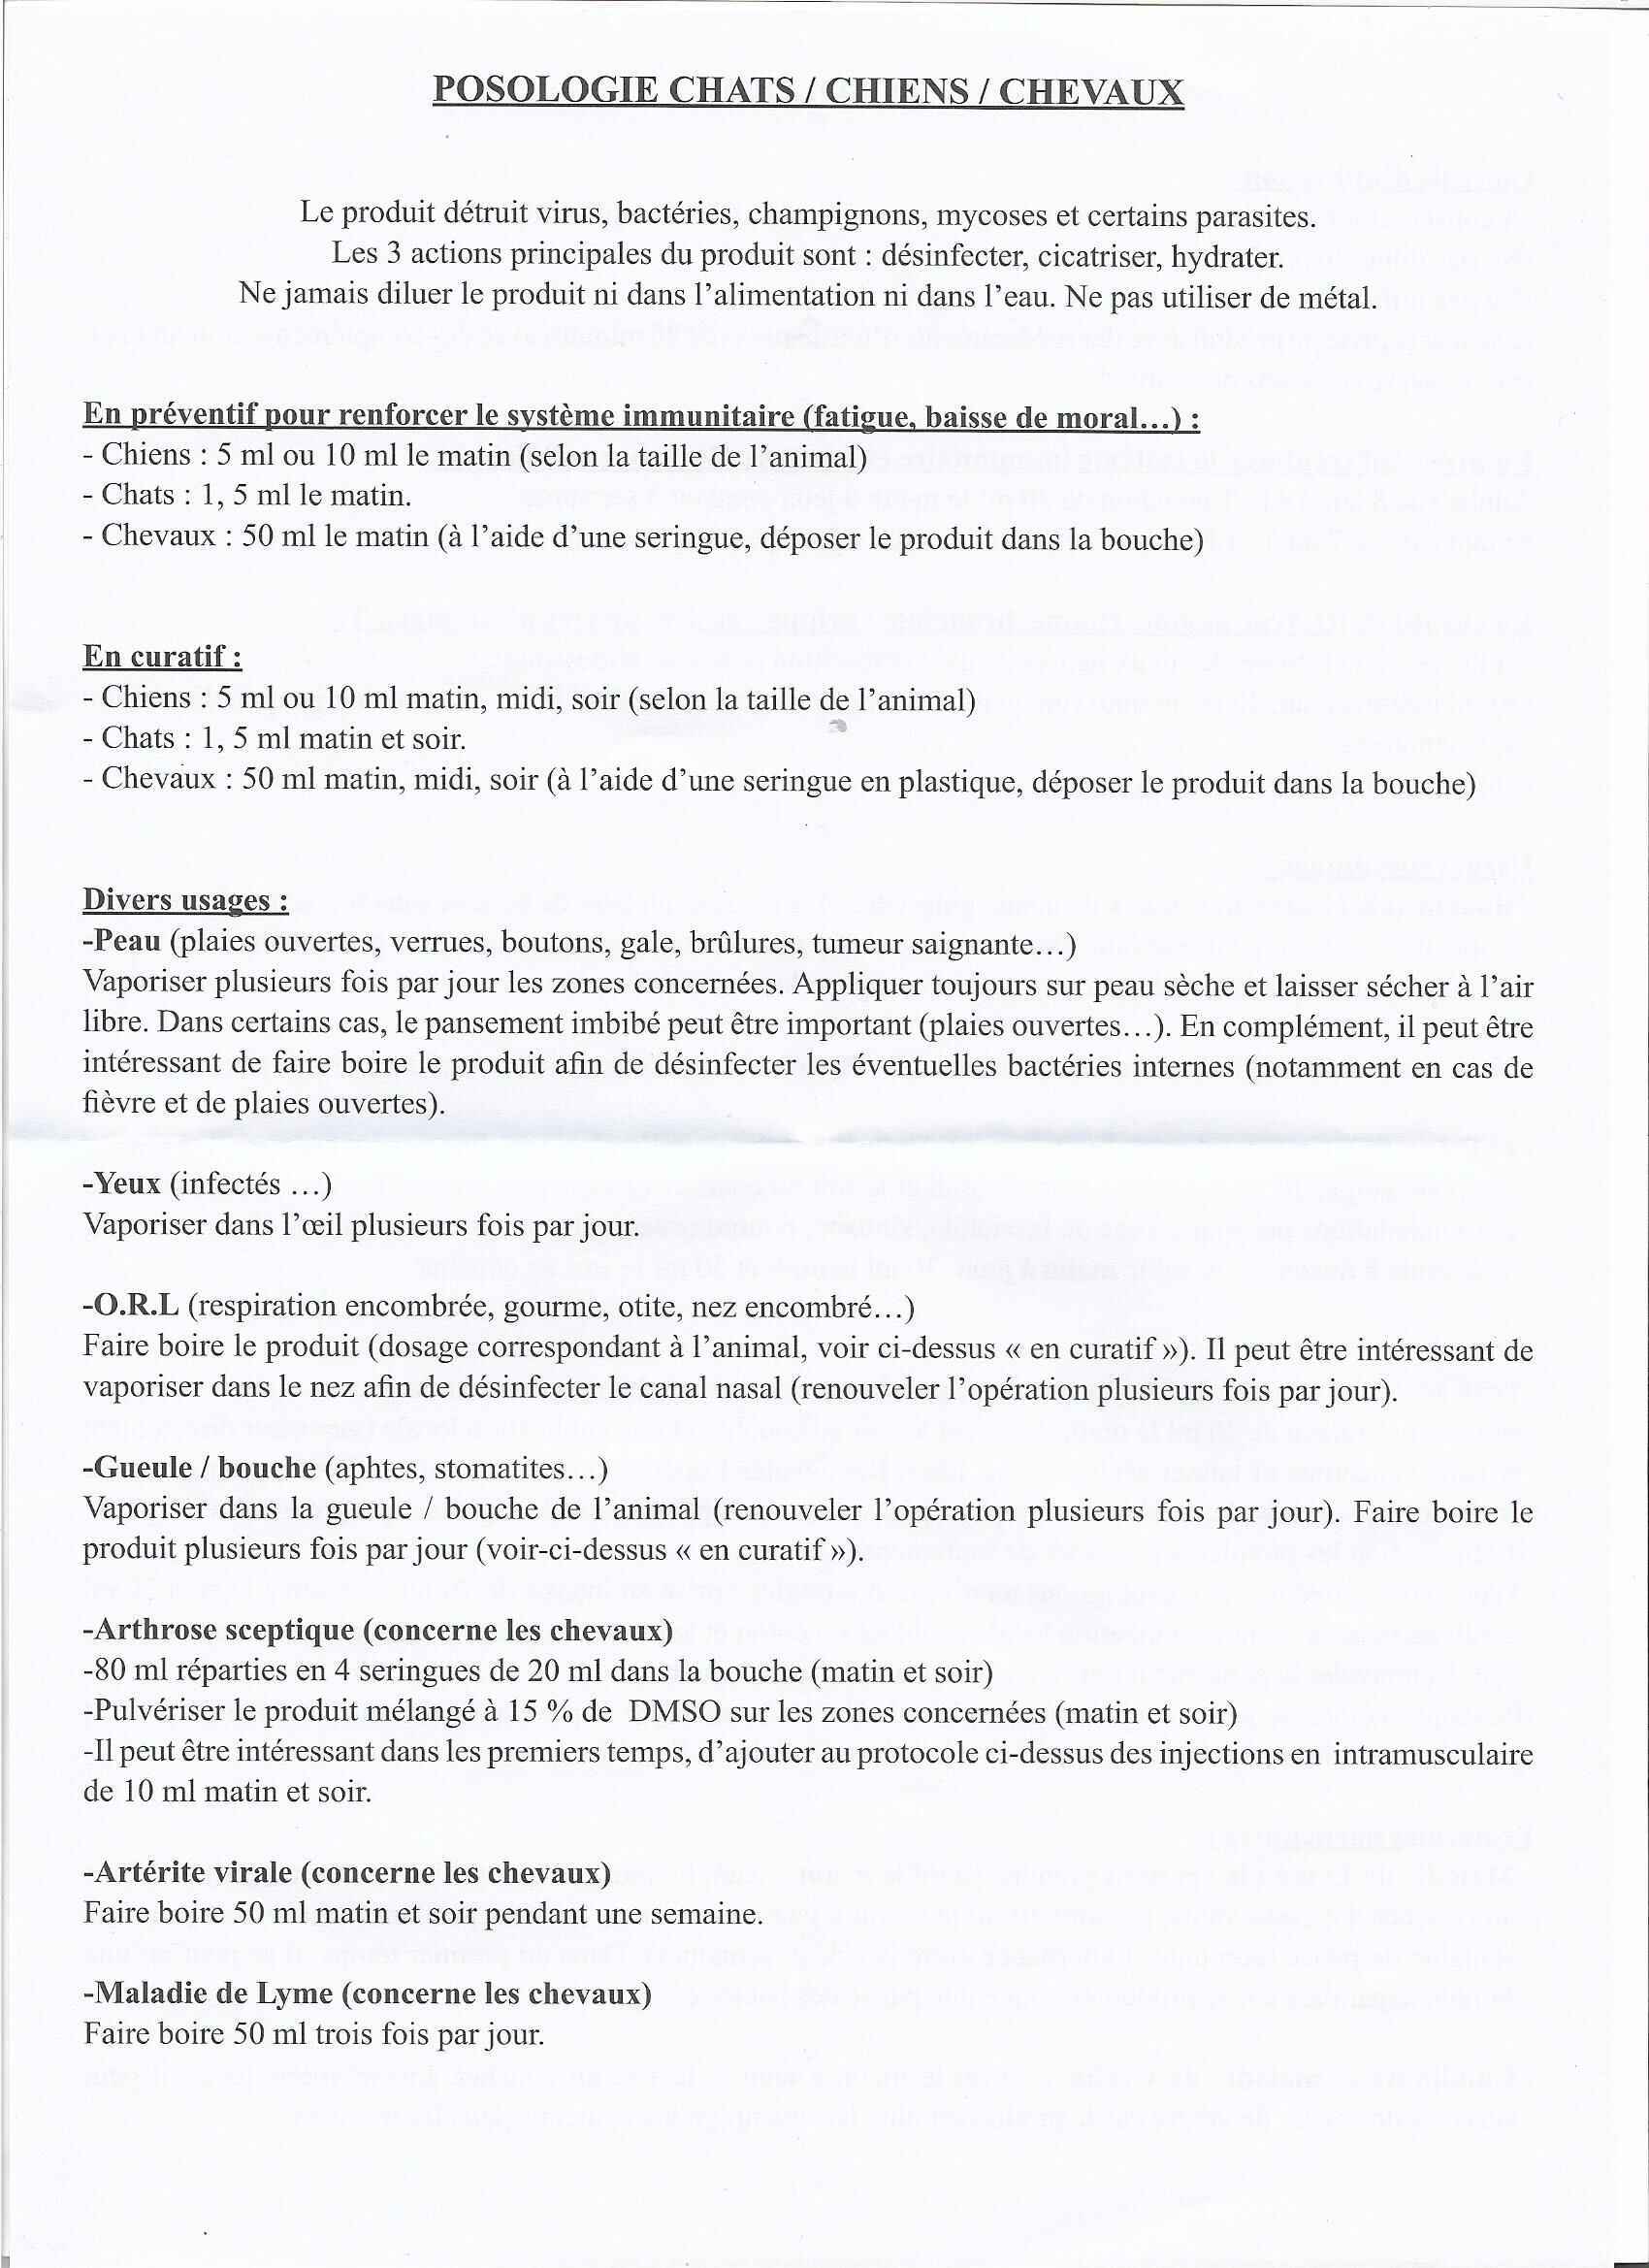 POSOLOGIE CHATS / CHIENS / CHEVAUX
Le produit détruit virus, bactéries, champignons, mycoses et certains parasites.
Les 3 actions principales du produit sont : désinfecter, cicatriser, hydrater.
Ne jamais diluer le produit ni dans l’alimentation ni dans l’eau. Ne pas utiliser de métal.
En préventif pour renforcer le système immunitaire (fatigue, baisse de moral…) :
- Chiens : 5 ml ou 10 ml le matin (selon la taille de l’animal)
- Chats : 1, 5 ml le matin.
- Chevaux : 50 ml le matin (à l’aide d’une seringue, déposer le produit dans la bouche)
En curatif :
- Chiens : 5 ml ou 10 ml matin, midi, soir (selon la taille de l’animal)
- Chats : 1, 5 ml matin et soir.
- Chevaux : 50 ml matin, midi, soir (à l’aide d’une seringue en plastique, déposer le produit dans la bouche)
Divers usages :
-Peau (plaies ouvertes, verrues, boutons, gale, brûlures, tumeur saignante…)
Vaporiser plusieurs fois par jour les zones concernées. Appliquer toujours sur peau sèche et laisser sécher à l’air
libre. Dans certains cas, le pansement imbibé peut être important (plaies ouvertes…). En complément, il peut être
intéressant de faire boire le produit afin de désinfecter les éventuelles bactéries internes (notamment en cas de
fièvre et de plaies ouvertes).
-Yeux (infectés …)
Vaporiser dans l’œil plusieurs fois par jour.
-O.R.L (respiration encombrée, gourme, otite, nez encombré…)
Faire boire le produit (dosage correspondant à l’animal, voir ci-dessus « en curatif »). Il peut être intéressant de
vaporiser dans le nez afin de désinfecter le canal nasal (renouveler l’opération plusieurs fois par jour).
-Gueule / bouche (aphtes, stomatites…)
Vaporiser dans la gueule / bouche de l’animal (renouveler l’opération plusieurs fois par jour). Faire boire le
produit plusieurs fois par jour (voir-ci-dessus « en curatif »).
-Arthrose sceptique (concerne les chevaux)
-80 ml réparties en 4 seringues de 20 ml dans la bouche (matin et soir)
-Pulvériser le produit mélangé à 15 % de DMSO sur les zones concernées (matin et soir)
-Il peut être intéressant dans les premiers temps, d’ajouter au protocole ci-dessus des injections en intramusculaire
de 10 ml matin et soir.
-Artérite virale (concerne les chevaux)
Faire boire 50 ml matin et soir pendant une semaine.
-Maladie de Lyme (concerne les chevaux)
Faire boire 50 ml trois fois par jour.